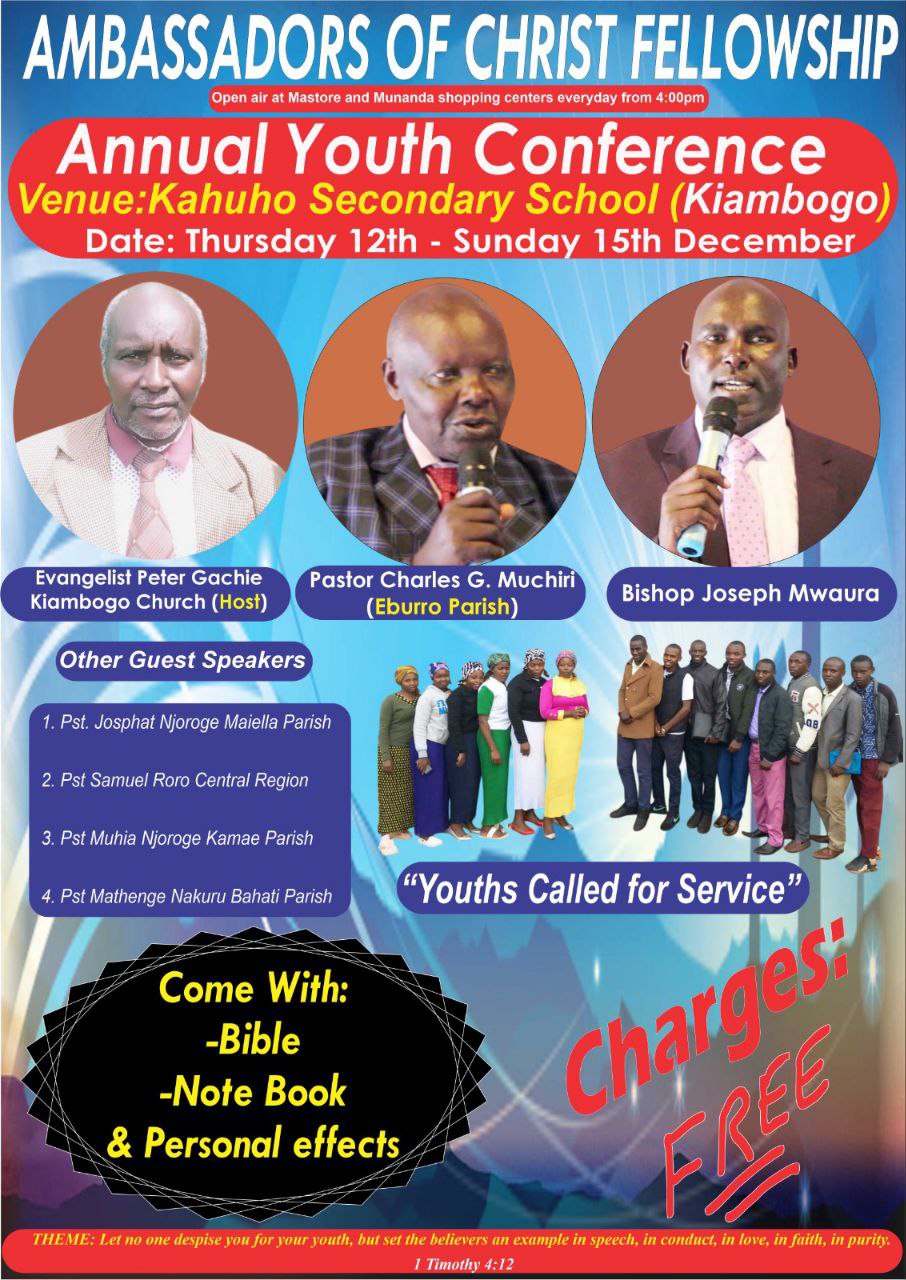 AMBASSADORS OF CHRIST FELLOWSHIP
Open air at Mastore and Munanda shopping centers everyday from 4:00pm
Annual Youth Conference
Venue:Kahuho Secondary School (Kiambogo)
Date: Thursday 12th - Sunday 15th December
Evangelist Peter Gachie
Kiambogo Church (Host)
Pastor Charles G. Muchiri
(Eburro Parish)
Bishop Joseph Mwaura
Other Guest Speakers
1. Pst. Josphat Njoroge Maiella Parish
2. Pst Samuel Roro Central Region
3. Pst Muhia Njoroge Kamae Parish
4. Pst Mathenge Nakuru Bahati Parish
“Youths Called for Service”
Come With:
-Bible
-Note Book
& Personal effects
Charges:
FREE
THEME: Let no one despise you for your youth, but set the believers an example in speech, in conduct, in love, in faith, in purity.
1 Timothy 4:12